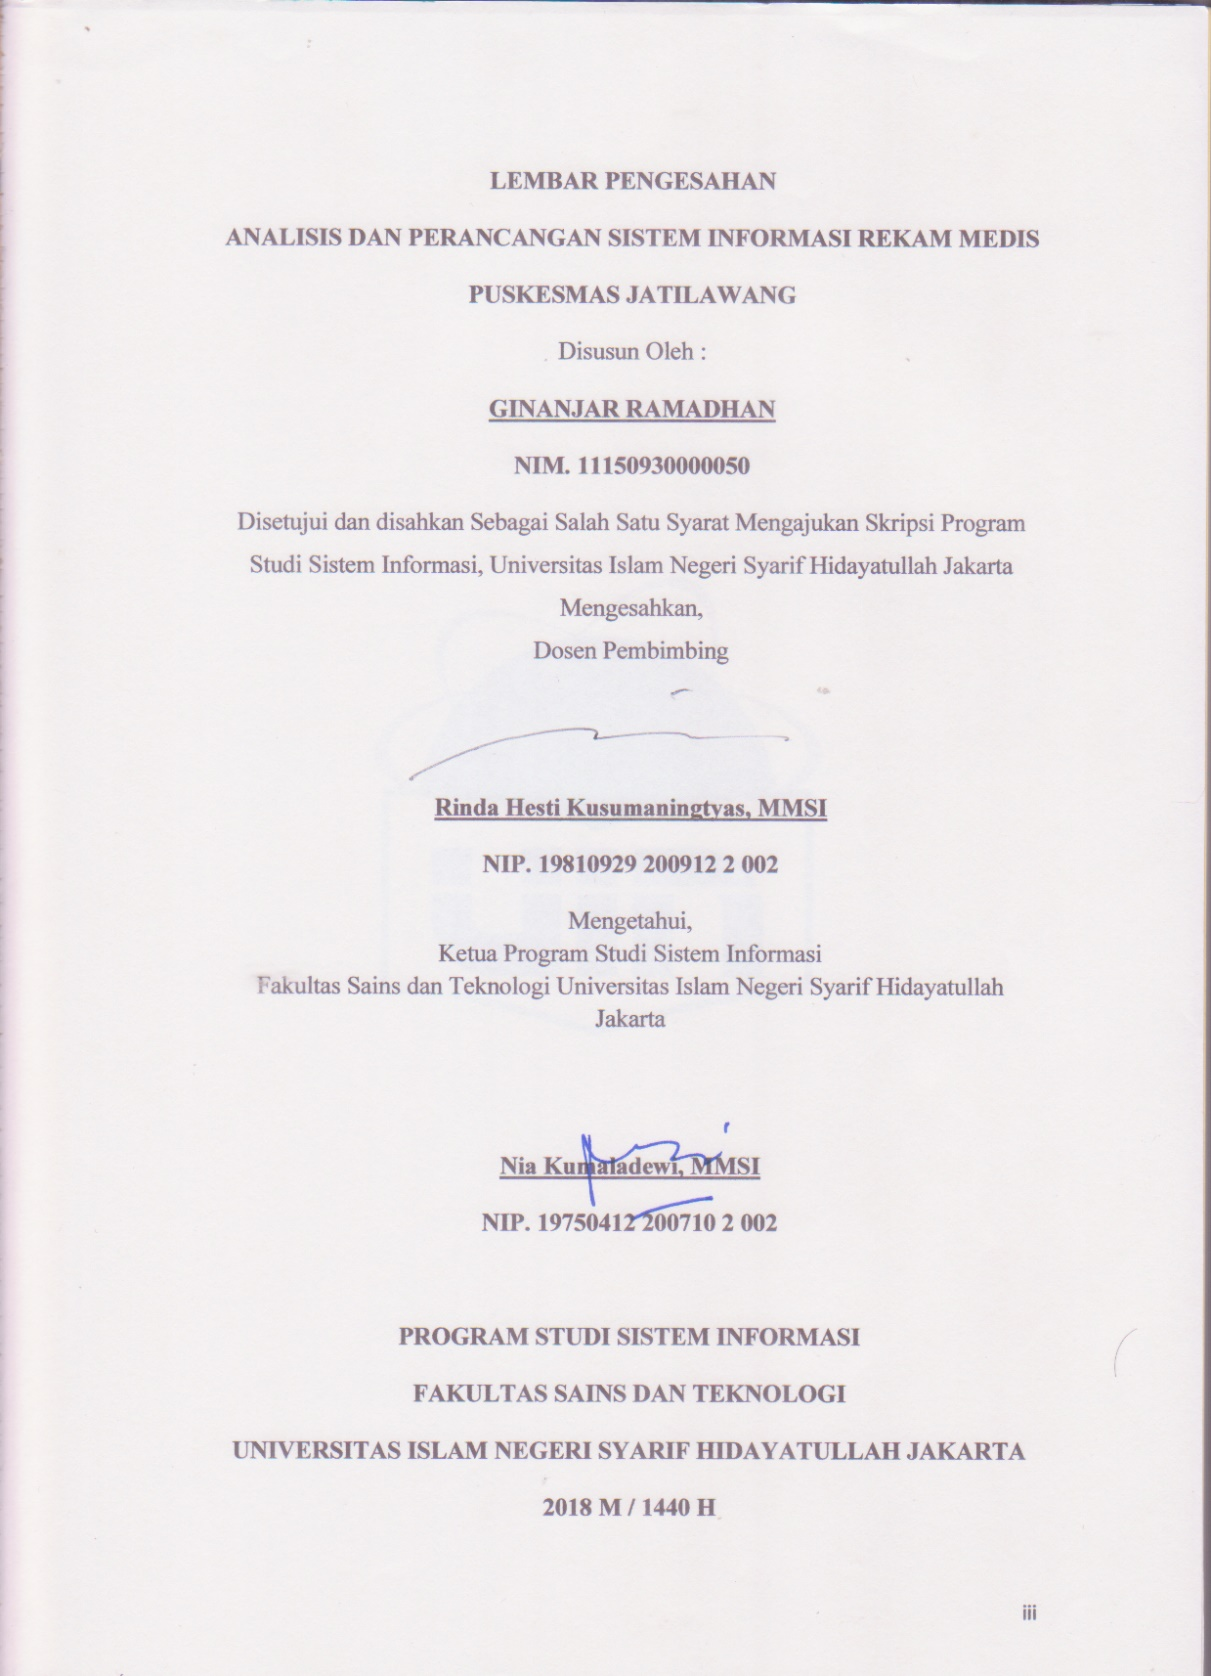 LEMBAR PENGESAHAN
ANALISIS DAN PERANCANGAN SISTEM INFORMASI REKAM MEDIS
PUSKESMAS JATILAWANG
Disusun Oleh :
GINANJAR RAMADHAN
NIM. 11150930000050
Disetujui dan disahkan Sebagai Salah Satu Syarat Mengajukan Skripsi Program
Studi Sistem Informasi, Universitas Islam Negeri Syarif Hidayatullah Jakarta
Mengesahkan,
Dosen Pembimbing
Rinda Hesti Kusumaningtyas, MMSI
NIP. 19810929 200912 2 002
Mengetahui,
Ketua Program Studi Sistem Informasi
Fakultas Sains dan Teknologi Universitas Islam Negeri Syarif Hidayatullah
Jakarta
Nia Kumaladewi, MMSI
NIP. 19750412 200710 2 002
PROGRAM STUDI SISTEM INFORMASI
FAKULTAS SAINS DAN TEKNOLOGI
UNIVERSITAS ISLAM NEGERI SYARIF HIDAYATULLAH JAKARTA
2018 M / 1440 H
iii